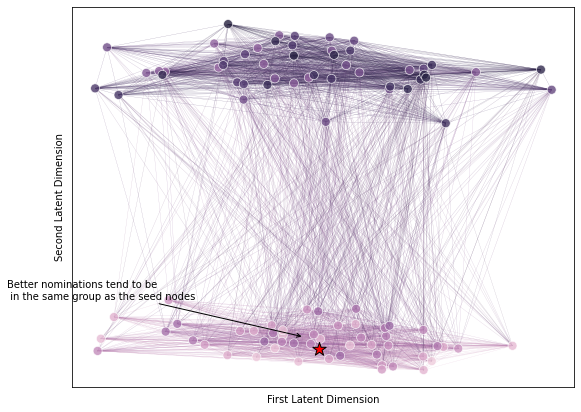 Second Latent Dimension
Better nominations tend to be
in the same group as the seed nodes
First Latent Dimension